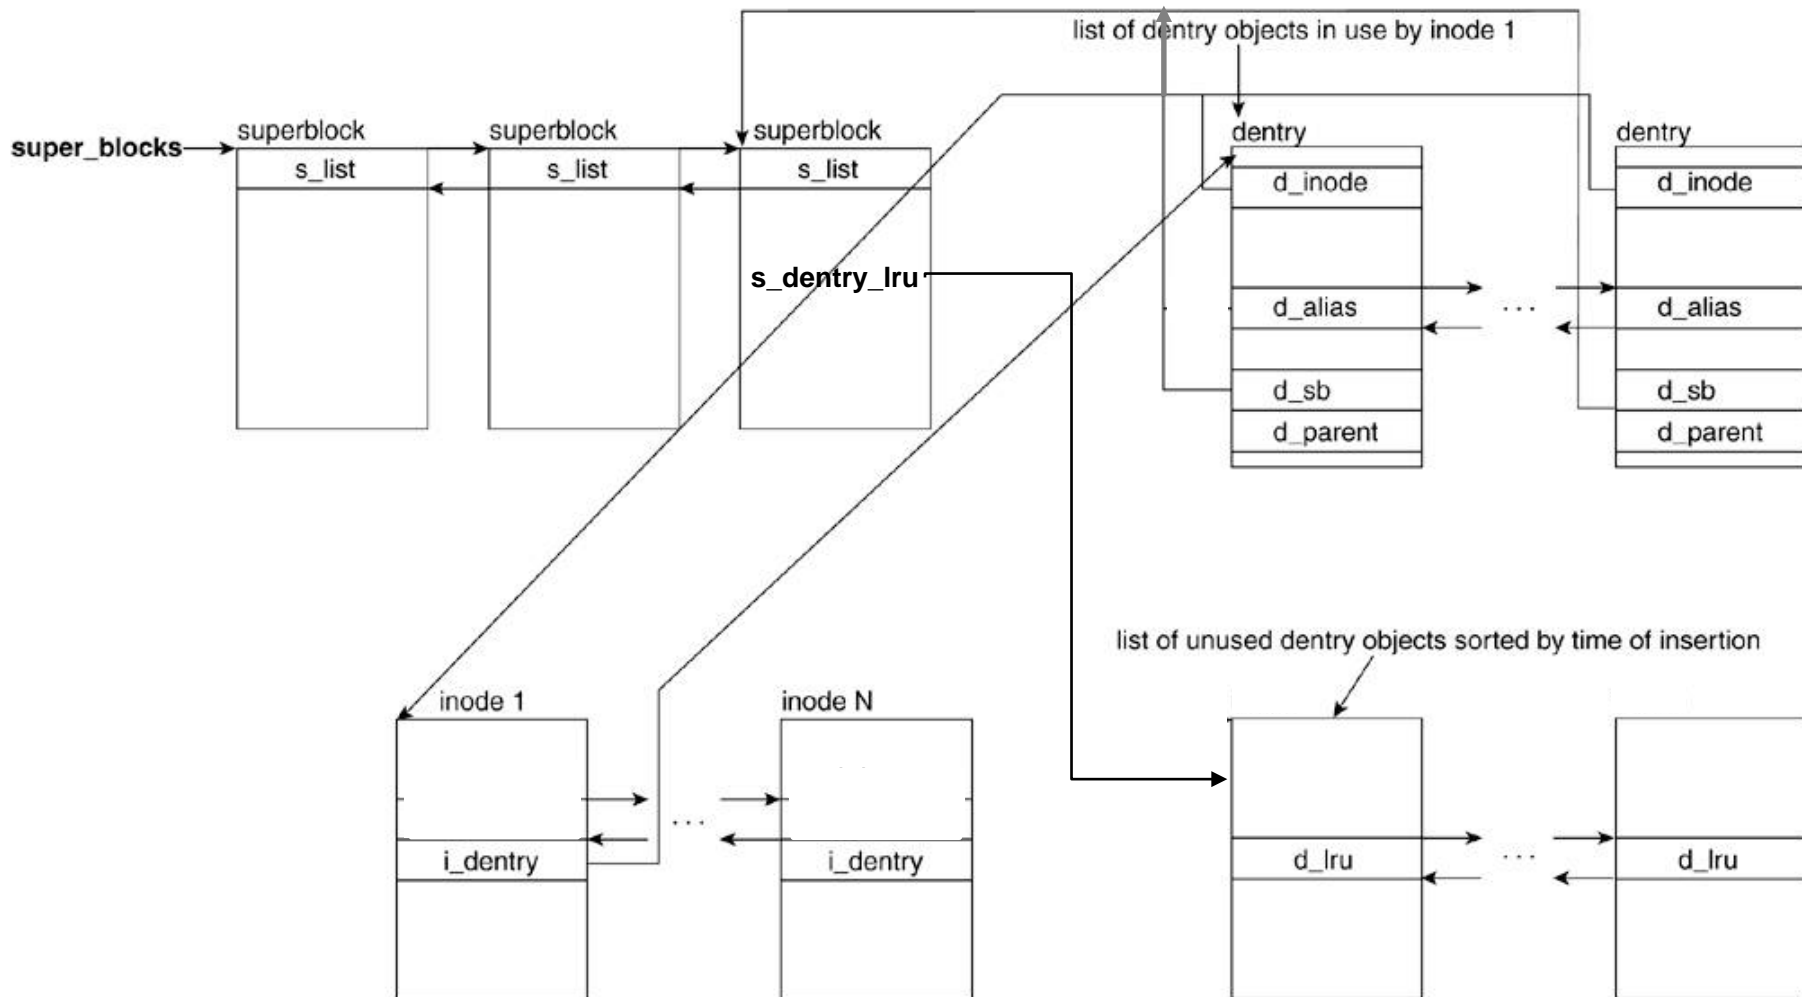 list of dentry objects in use by inode 1
superblock superblock superblock dentry dentry
super_blocks
s_list s_list s_list d_inode d_inode
s_dentry_lru
d_alias ... d_alias
d_sb d_sb
d_parent d_parent
list of unused dentry objects sorted by time of insertion
inode 1 inode N
...
i_dentry i_dentry d_lru ... d_lru